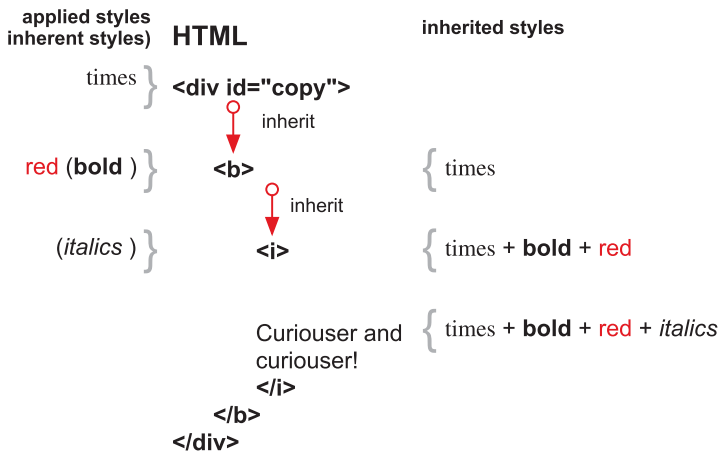 applied styles
inherent styles)
HTML
inherited styles
times }
<div id="copy">
inherit
red (bold ) }
<b>
{ times
inherit
(italics ) }
<i>
{ times + bold + red
Curiouser and
curiouser!
{ times + bold + red + italics
</i>
</b>
</div>